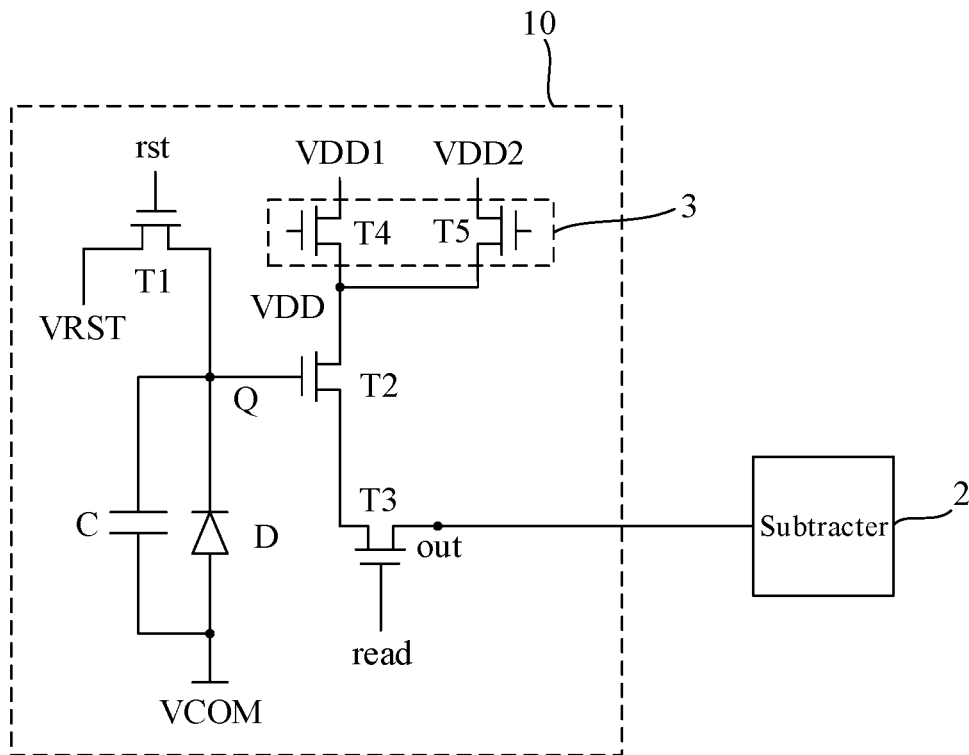 10
rst
VDD1
VDD2
3
T4
T5
T1
VDD
VRST
Q
T2
C
D
T3
out
Subtracter
2
read
VCOM